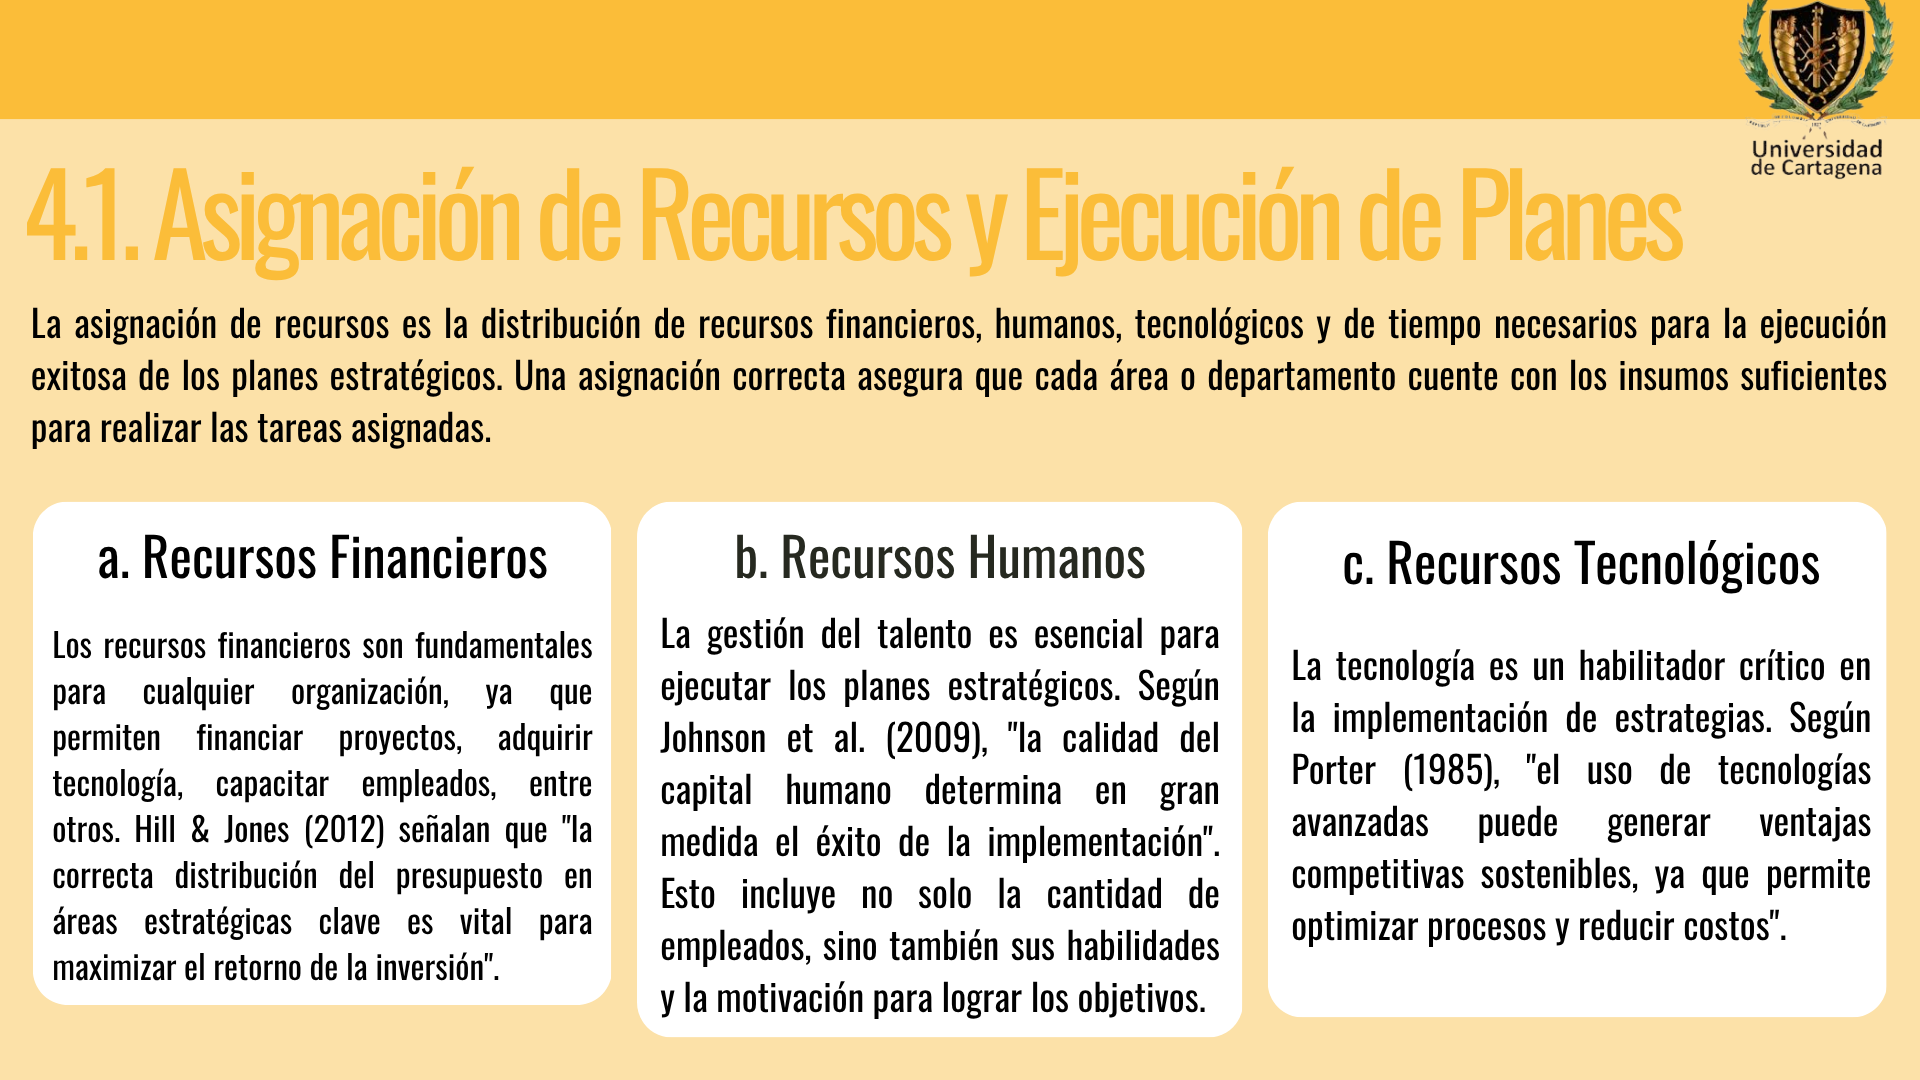 Universidad
de Cartagena
4.1. Asignación de Recursos y Ejecución de Planes
La asignación de recursos es la distribución de recursos financieros, humanos, tecnológicos y de tiempo necesarios para la ejecución
exitosa de los planes estratégicos. Una asignación correcta asegura que cada área o departamento cuente con los insumos suficientes
para realizar las tareas asignadas.
a. Recursos Financieros
Los recursos financieros son fundamentales
para cualquier organización, ya que
permiten financiar proyectos, adquirir
tecnología, capacitar empleados, entre
otros. Hill & Jones (2012) señalan que "la
correcta distribución del presupuesto en
áreas estratégicas clave es vital para
maximizar el retorno de la inversión".
b. Recursos Humanos
La gestión del talento es esencial para
ejecutar los planes estratégicos. Según
Johnson et al. (2009), "la calidad del
capital humano determina en gran
medida el éxito de la implementación".
Esto incluye no solo la cantidad de
empleados, sino también sus habilidades
y la motivación para lograr los objetivos.
c. Recursos Tecnológicos
La tecnología es un habilitador crítico en
la implementación de estrategias. Según
Porter (1985), "el uso de tecnologías
avanzadas puede generar ventajas
competitivas sostenibles, ya que permite
optimizar procesos y reducir costos".